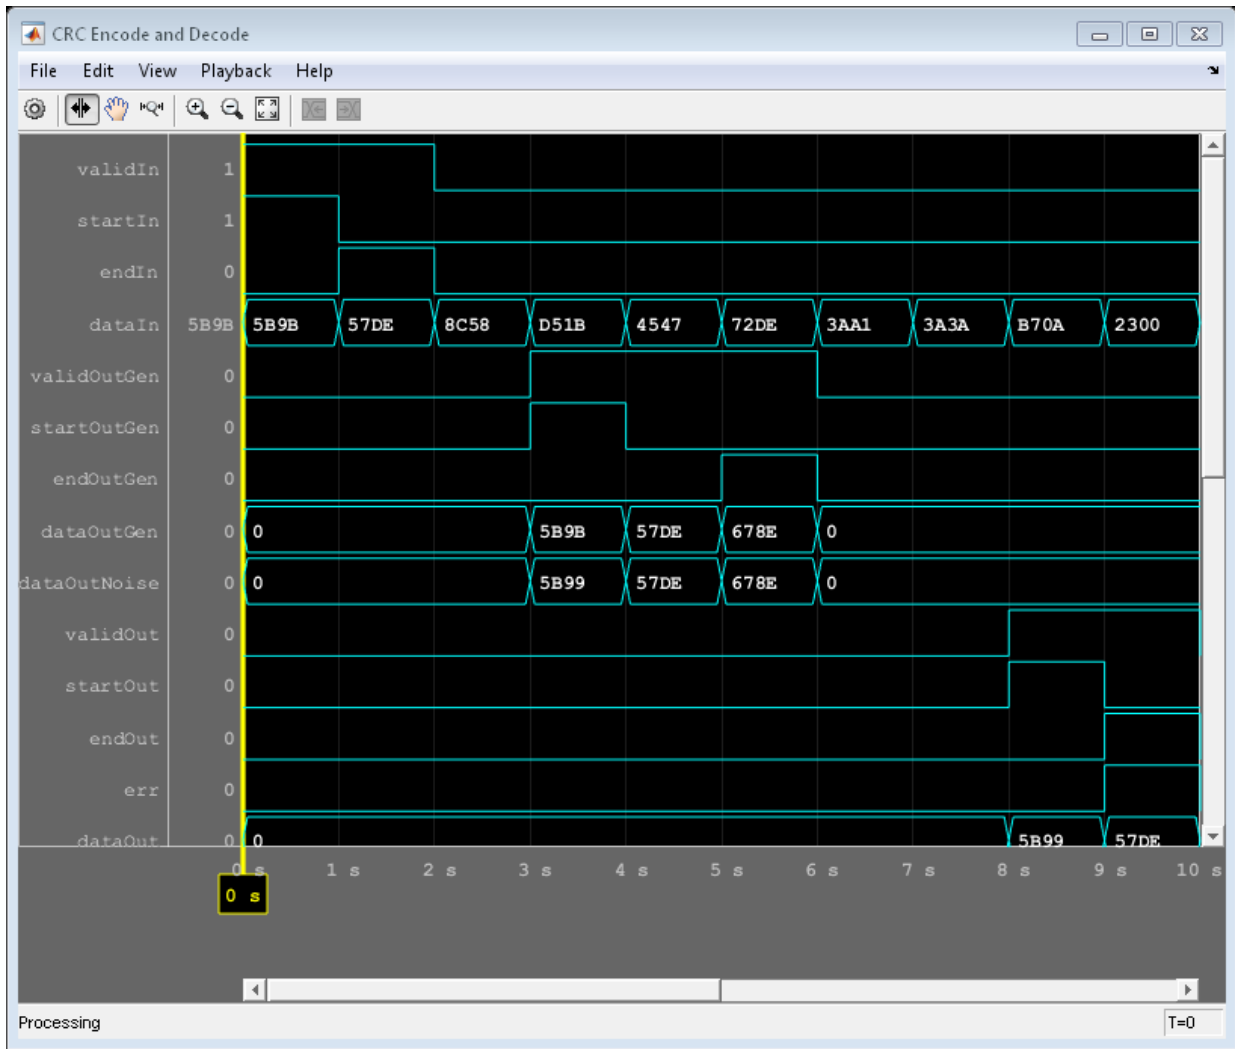 CRC Encode and Decode
File Edit View Playback Help
validIn 1
startIn 1
endIn 0
dataIn 5B9B 5B9B 57DE 8C58 D51B 4547 72DE 3AA1 3A3A B70A 2300
validOutGen 0
startOutGen 0
endOutGen 0
dataOutGen 0 0 5B9B 57DE 678E 0
dataOutNoise 0 0 5B99 57DE 678E 0
validOut 0
startOut 0
endOut 0
err 0
dataOut 0 0 5B99 57DE
0 s 1 s 2 s 3 s 4 s 5 s 6 s 7 s 8 s 9 s 10 s
0 s
Processing T=0